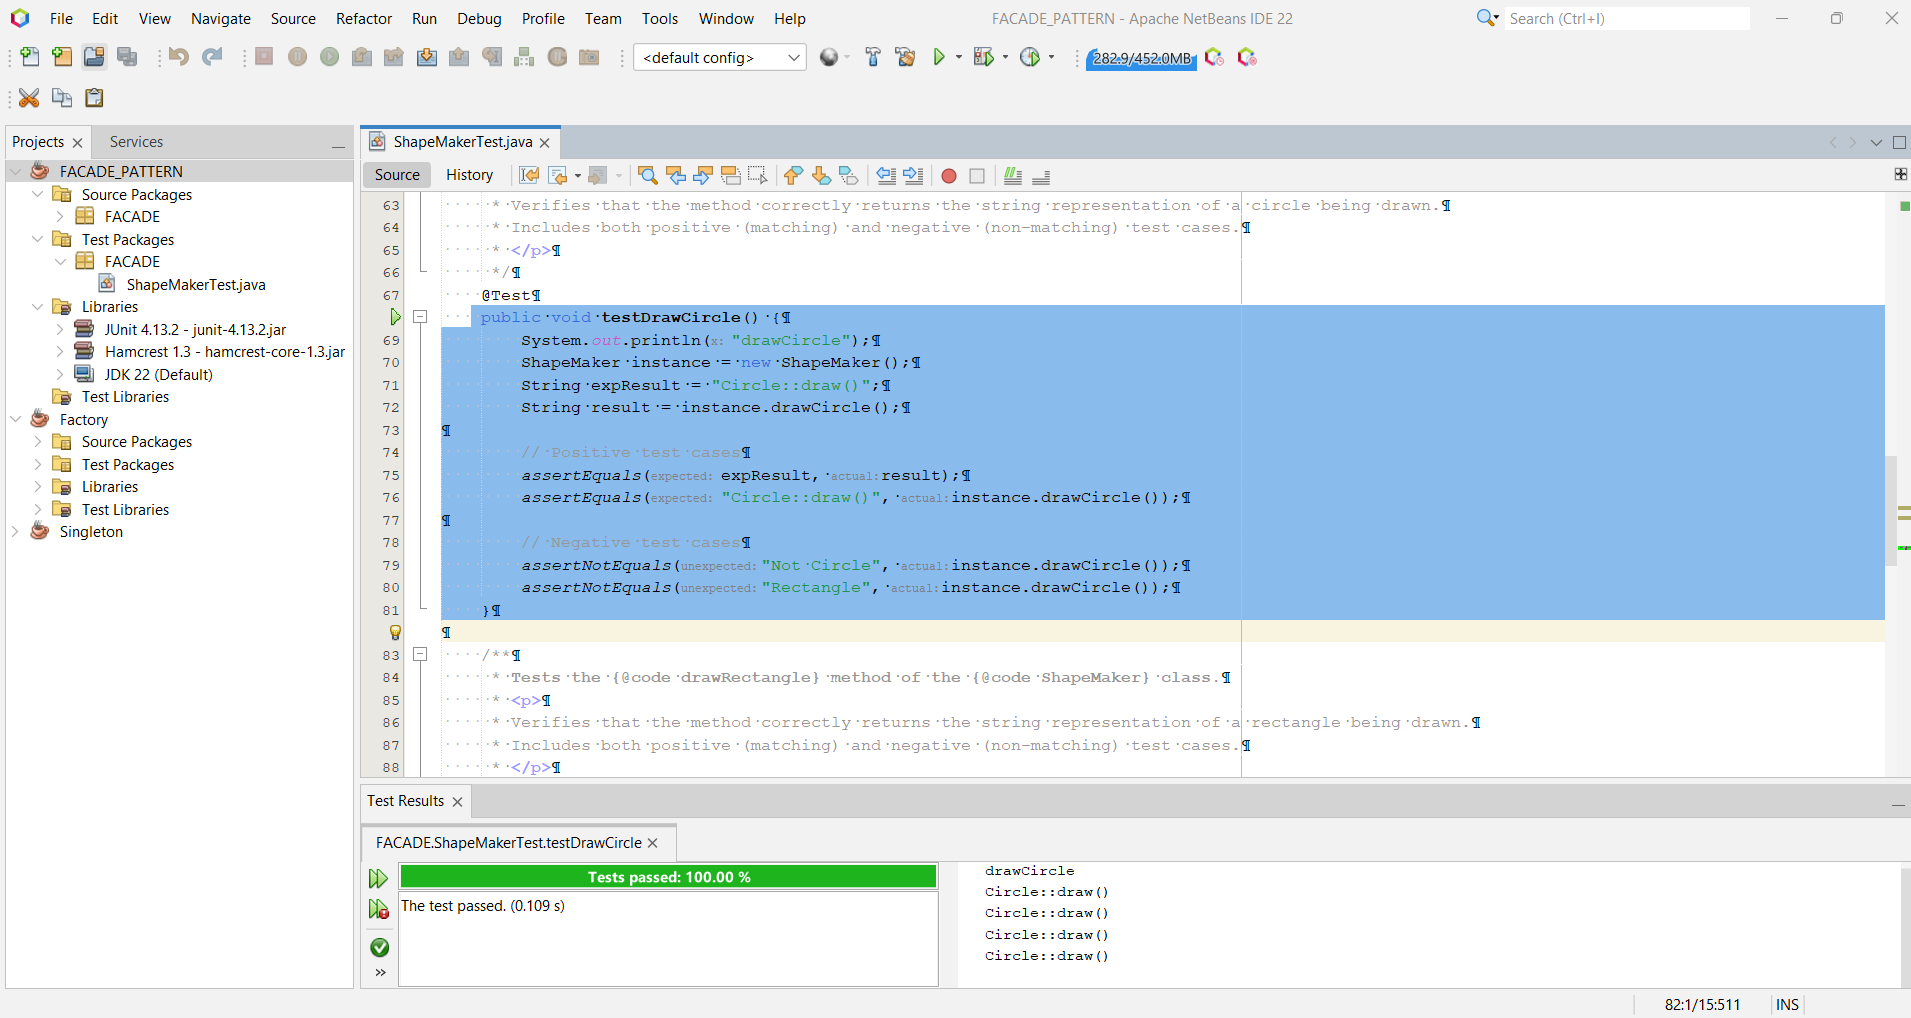 File Edit View Navigate Source Refactor Run Debug Profile Team Tools Window Help
FACADE_PATTERN - Apache NetBeans IDE 22
Search (Ctrl+I)
<default config>
282.9/452.0MB
Projects
Services
FACADE_PATTERN
Source Packages
FACADE
Test Packages
FACADE
ShapeMakerTest.java
Libraries
JUnit 4.13.2 - junit-4.13.2.jar
Hamcrest 1.3 - hamcrest-core-1.3.jar
JDK 22 (Default)
Test Libraries
Factory
Source Packages
Test Packages
Libraries
Test Libraries
Singleton
ShapeMakerTest.java
Source History
63 * Verifies that the method correctly returns the string representation of a circle being drawn.¶
64 * Includes both positive (matching) and negative (non-matching) test cases.¶
65 * </p>¶
66 */¶
67 @Test¶
public void testDrawCircle() {¶
69 System.out.println(x: "drawCircle");¶
70 ShapeMaker instance = new ShapeMaker();¶
71 String expResult = "Circle::draw()";¶
72 String result = instance.drawCircle();¶
73 ¶
74 // Positive test cases¶
75 assertEquals(expected: expResult, actual: result);¶
76 assertEquals(expected: "Circle::draw()", actual: instance.drawCircle());¶
77 ¶
78 // Negative test cases¶
79 assertNotEquals(unexpected: "Not Circle", actual: instance.drawCircle());¶
80 assertNotEquals(unexpected: "Rectangle", actual: instance.drawCircle());¶
81 }¶
¶
83 /**¶
84 * Tests the {@code drawRectangle} method of the {@code ShapeMaker} class.¶
85 * <p>¶
86 * Verifies that the method correctly returns the string representation of a rectangle being drawn.¶
87 * Includes both positive (matching) and negative (non-matching) test cases.¶
88 * </p>¶
Test Results
FACADE.ShapeMakerTest.testDrawCircle
Tests passed: 100.00 %
The test passed. (0.109 s)
drawCircle
Circle::draw()
Circle::draw()
Circle::draw()
Circle::draw()
82:1/15:511 INS